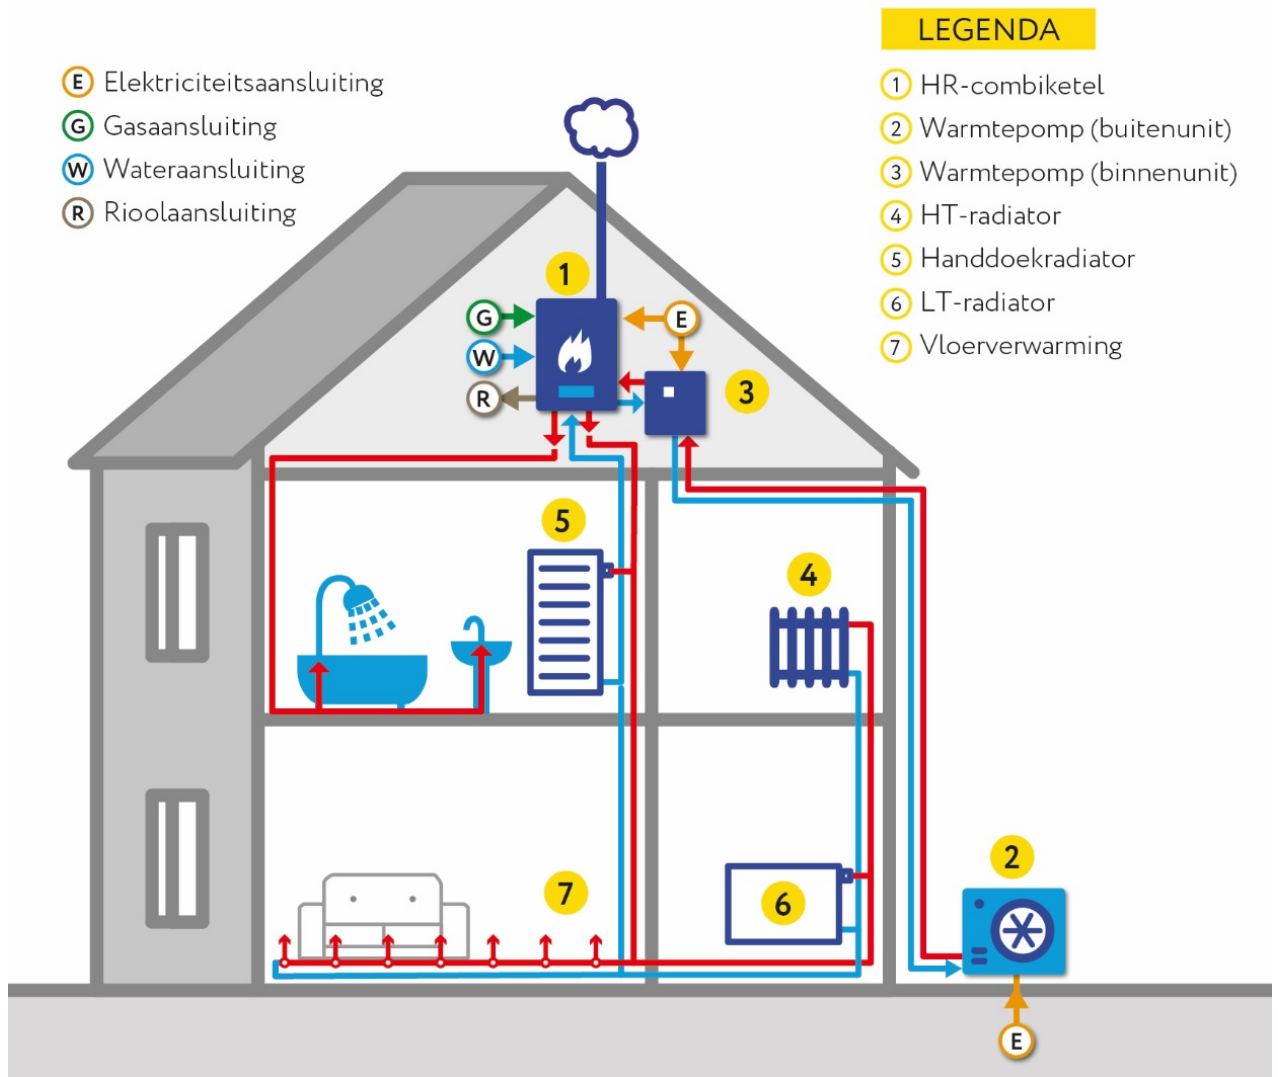 LEGENDA
E Elektriciteitsaansluiting
G Gasaansluiting
W Wateraansluiting
R Rioolaansluiting
1 HR-combiketel
2 Warmtepomp (buitenunit)
3 Warmtepomp (binnenunit)
4 HT-radiator
5 Handdoekradiator
6 LT-radiator
7 Vloerverwarming
1
G
E
W
R
3
5
4
7
6
2
E